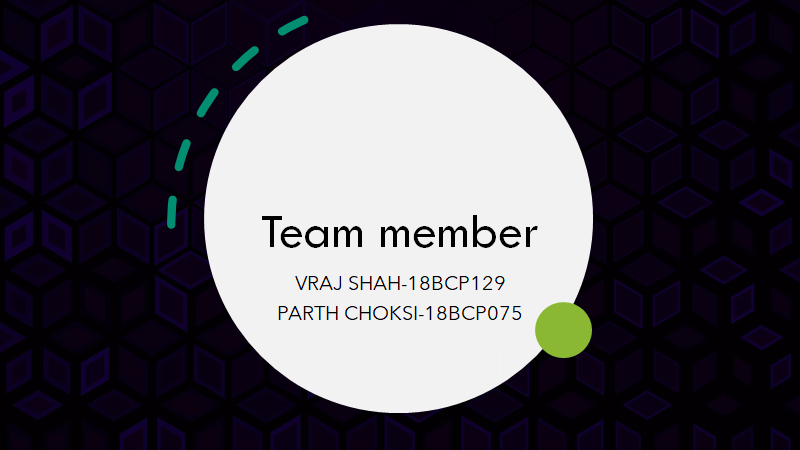 Team member
VRAJ SHAH-18BCP129
PARTH CHOKSI-18BCP075